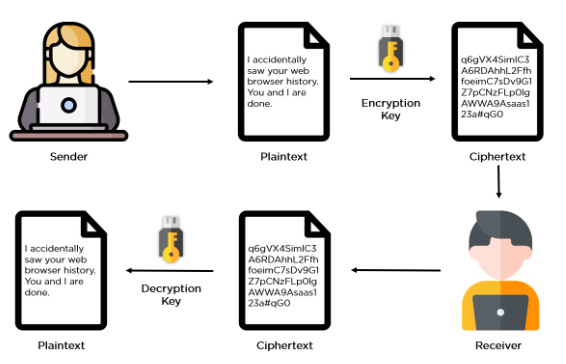 I accidentally
saw your web
browser history.
You and I are
done.
Encryption
Key
q6gVX4SimIC3
A6RDAhhL2Ffh
foeimC7sDv9G1
Z7pCNzFLp0Ig
AWWA9Asaas1
23a#qG0
Sender
Plaintext
Ciphertext
I accidentally
saw your web
browser history.
You and I are
done.
Decryption
Key
q6gVX4SimIC3
A6RDAhhL2Ffh
foeimC7sDv9G1
Z7pCNzFLp0Ig
AWWA9Asaas1
23a#qG0
Plaintext
Ciphertext
Receiver